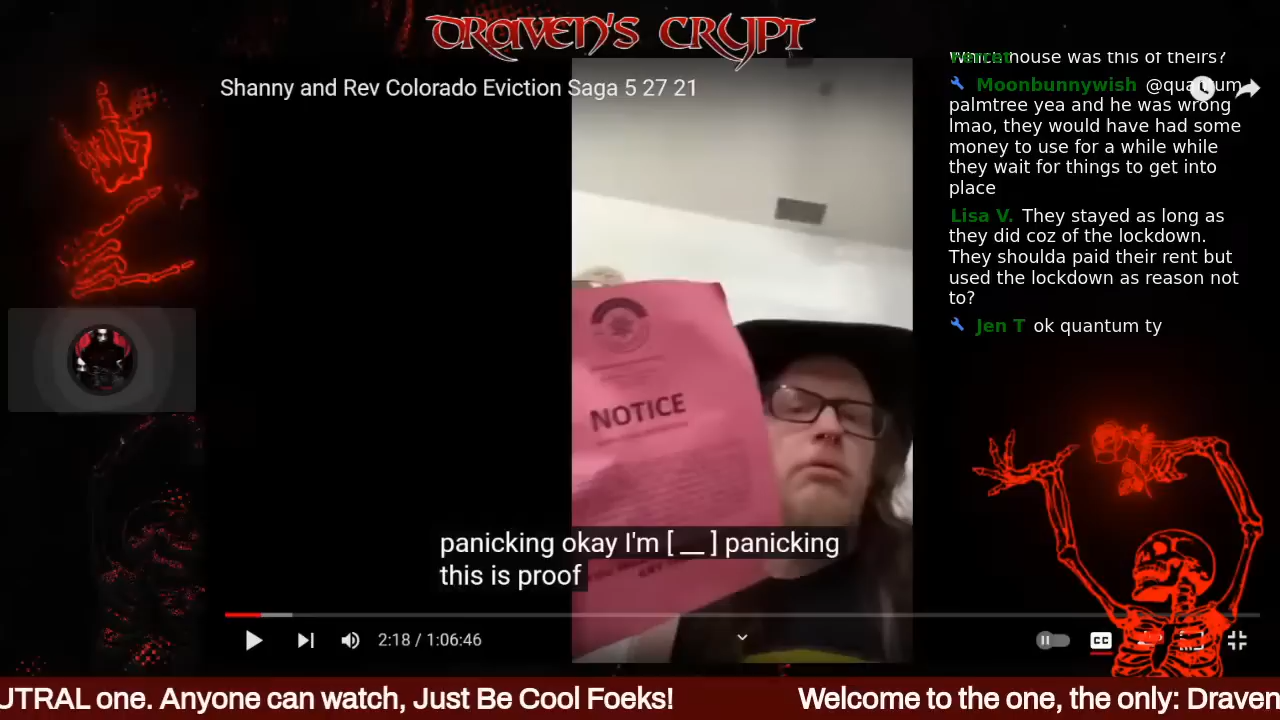 DRAVEN'S CRYPT
Shanny and Rev Colorado Eviction Saga 5 27 21
house was this of theirs?
Moonbunnywish @quantum
palmtree yea and he was wrong
lmao, they would have had some
money to use for a while while
they wait for things to get into
place
Lisa V. They stayed as long as
they did coz of the lockdown.
They shoulda paid their rent but
used the lockdown as reason not
to?
Jen T ok quantum ty
NOTICE
panicking okay I'm [ __ ] panicking
this is proof
2:18 / 1:06:46
CC
UTRAL one. Anyone can watch, Just Be Cool Foeks! Welcome to the one, the only: Draven